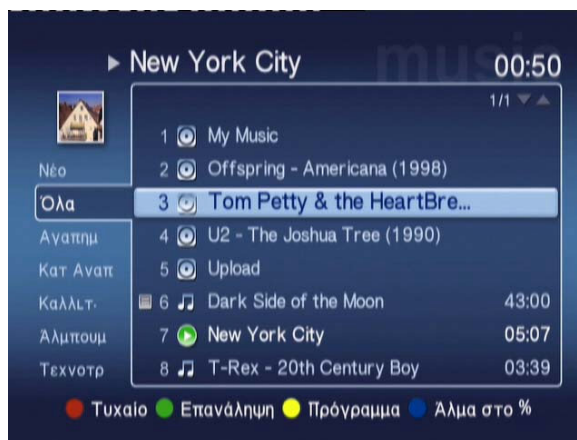 music
New York City 00:50
1/1
1 My Music
Νέο 2 Offspring - Americana (1998)
Όλα 3 Tom Petty & the HeartBre...
Αγαπημ 4 U2 - The Joshua Tree (1990)
Κατ Αναπ 5 Upload
Καλλιτ. 6 Dark Side of the Moon 43:00
Άλμπουμ 7 New York City 05:07
Τεχνοτρ 8 T-Rex - 20th Century Boy 03:39
Τυχαίο Επανάληψη Πρόγραμμα Άλμα στο %